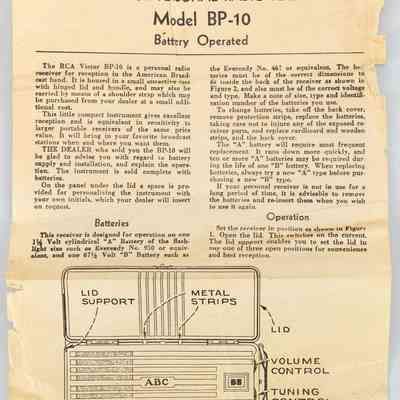 Model BP-10
Battery Operated
The RCA Victor BP-10 is a personal radio
receiver for reception in the American Broad-
cast band. It is housed in a small attractive case
with hinged lid and handle, and may also be
carried by means of a shoulder strap which can
be purchased from your dealer at a small addi-
tional cost.
This little compact instrument gives excellent
reception and is equivalent in sensitivity to
larger portable receivers of the same price
value. It will bring in your favorite broadcast
stations when and where you want them.
THE DEALER who sold you the BP-10 will
be glad to advise you with regard to battery
supply and installation, and explain the opera-
tion. The instrument is sold complete with
batteries.
On the panel under the lid a space is pro-
vided for personalizing the instrument with
your own initials, which your dealer will insert
on request.
Batteries
This receiver is designed for operation on one
1½ Volt cylindrical "A" Battery of the flash-
light size such as Eveready No. 950 or equiv-
alent, and one 67½ Volt "B" Battery such as
the Eveready No. 467 or equivalent. The bat-
teries must be of the correct dimensions to
fit inside the back of the receiver as shown in
Figure 2, and also must be of the correct voltage
and type. Make a note of size, type and identifi-
cation number of the batteries you use.
To change batteries, take off the back cover,
remove protection strips, replace the batteries,
taking care not to injure any of the exposed re-
ceiver parts, and replace cardboard and wooden
strips, and the back cover.
The "A" battery will require most frequent
replacement. It runs down more quickly, and
ten or more "A" batteries may be required dur-
ing the life of one "B" battery. When replacing
batteries, always try a new "A" type before pur-
chasing a new "B" type.
If your personal receiver is not in use for a
long period of time, it is advisable to remove
the batteries and re-insert them when you wish
to use it again.
Operation
Set the receiver in position as shown in Figure
1. Open the lid. This switches on the current.
The lid support enables you to set the lid in
any one of three open positions for convenience
and best reception.
LID
SUPPORT
METAL
STRIPS
LID
VOLUME
CONTROL
ABC
55
TUNING
CONTROL